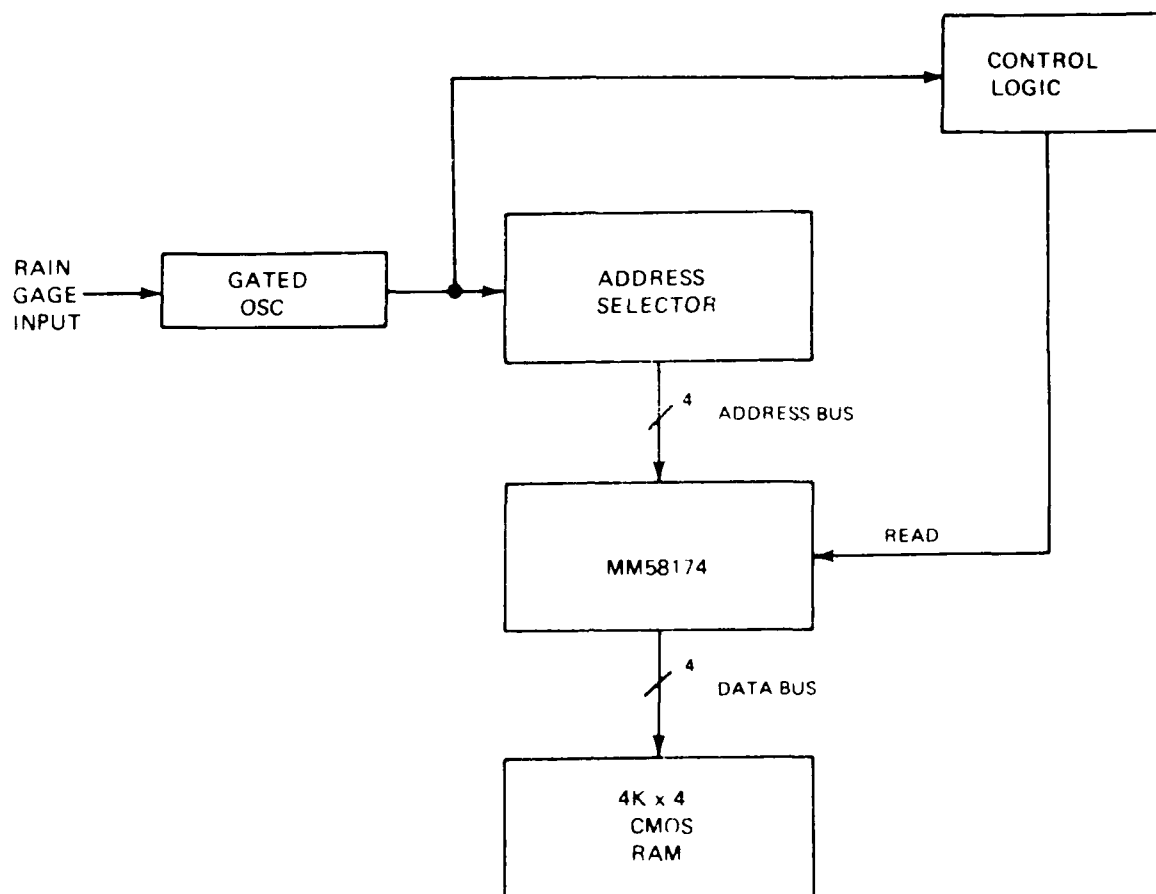 CONTROL
LOGIC
RAIN
GAGE
INPUT
GATED
OSC
ADDRESS
SELECTOR
4
ADDRESS BUS
READ
MM58174
4
DATA BUS
4K x 4
CMOS
RAM